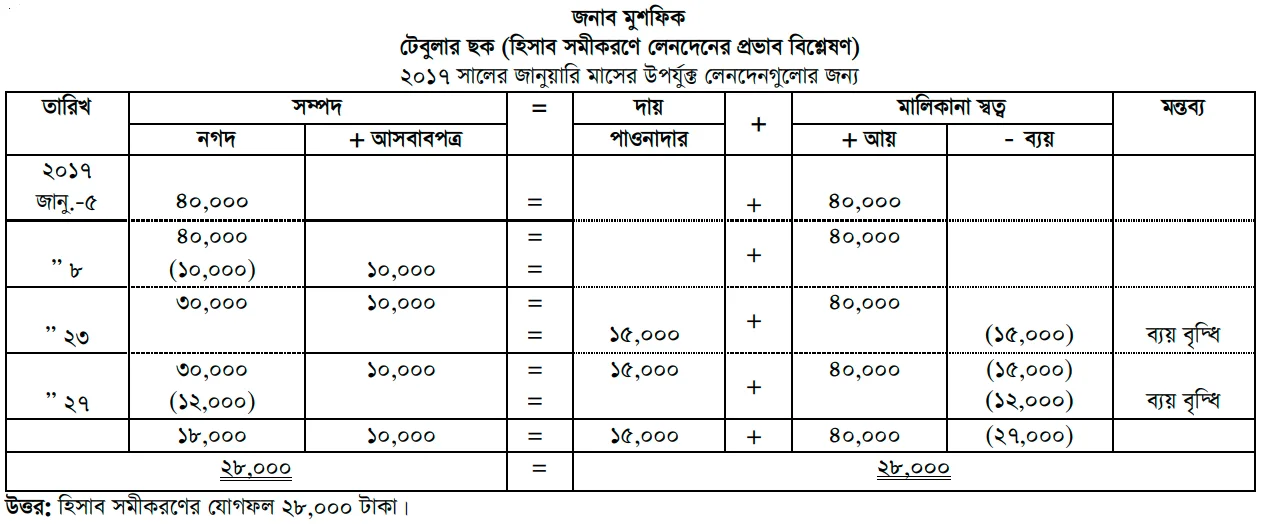 জনাব মুশফিক
টেবুলার ছক (হিসাব সমীকরণে লেনদেনের প্রভাব বিশ্লেষণ)
২০১৭ সালের জানুয়ারি মাসের উপর্যুক্ত লেনদেনগুলোর জন্য
তারিখ সম্পদ = দায় + মালিকানা স্বত্ব মন্তব্য
নগদ + আসবাবপত্র পাওনাদার + আয় - ব্যয়
২০১৭
জানু.-৫ ৪০,০০০ = + ৪০,০০০
৪০,০০০ = ৪০,০০০
” ৮ (১০,০০০) ১০,০০০ = +
৩০,০০০ ১০,০০০ = ৪০,০০০
” ২৩ = ১৫,০০০ + (১৫,০০০) ব্যয় বৃদ্ধি
৩০,০০০ ১০,০০০ = ১৫,০০০ ৪০,০০০ (১৫,০০০)
” ২৭ (১২,০০০) = + (১২,০০০) ব্যয় বৃদ্ধি
১৮,০০০ ১০,০০০ = ১৫,০০০ + ৪০,০০০ (২৭,০০০)
২৮,০০০ = ২৮,০০০
উত্তর: হিসাব সমীকরণের যোগফল ২৮,০০০ টাকা।